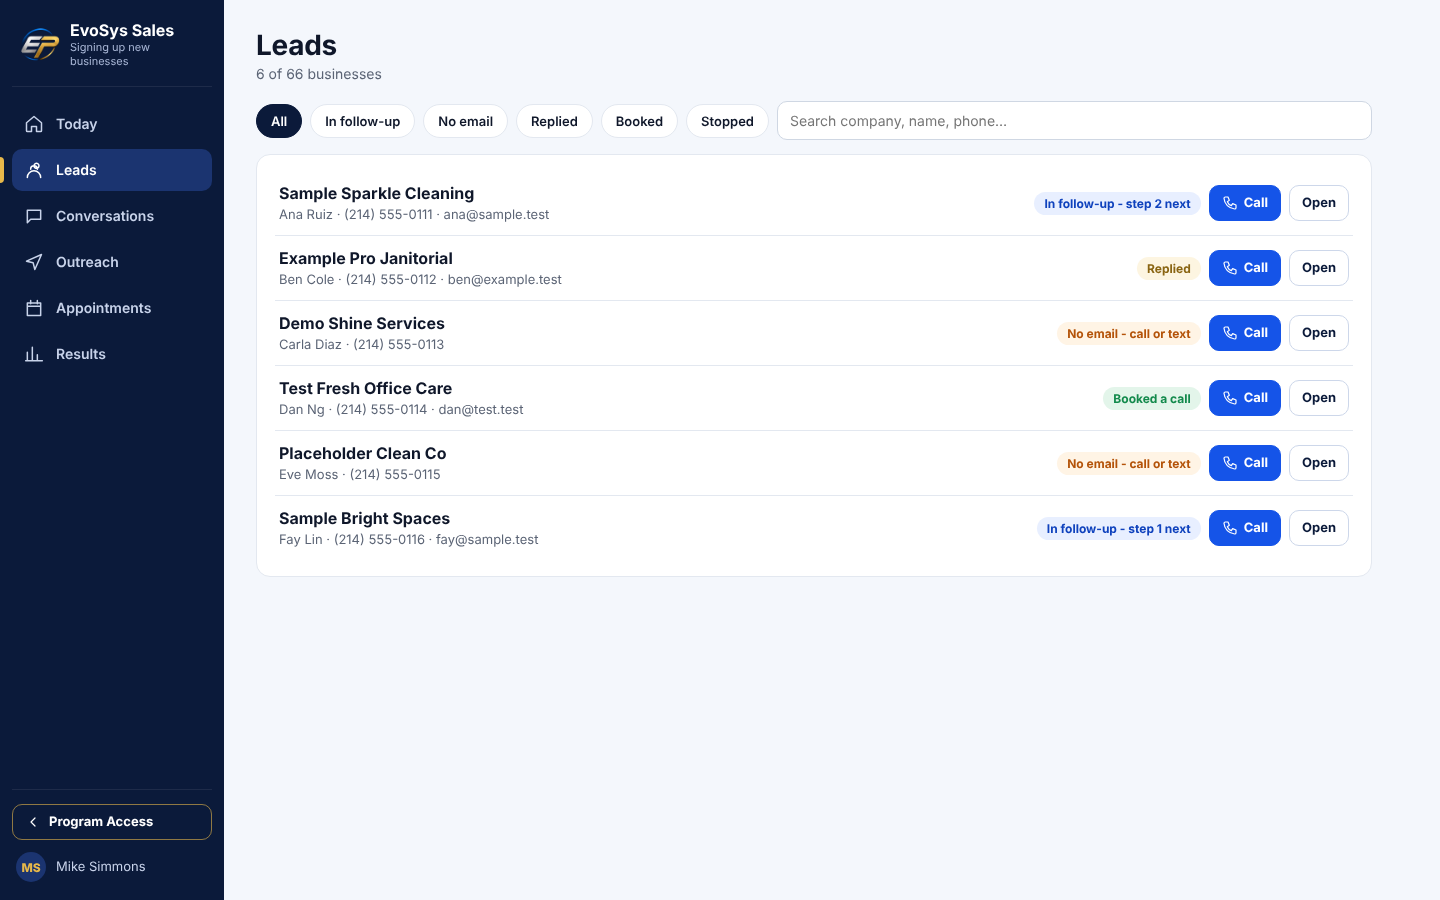 EvoSys Sales
Signing up new
businesses
Today
Leads
Conversations
Outreach
Appointments
Results
Program Access
MS
Mike Simmons
Leads
6 of 66 businesses
All
In follow-up
No email
Replied
Booked
Stopped
Search company, name, phone...
Sample Sparkle Cleaning
Ana Ruiz · (214) 555-0111 · ana@sample.test
In follow-up - step 2 next
Call
Open
Example Pro Janitorial
Ben Cole · (214) 555-0112 · ben@example.test
Replied
Call
Open
Demo Shine Services
Carla Diaz · (214) 555-0113
No email - call or text
Call
Open
Test Fresh Office Care
Dan Ng · (214) 555-0114 · dan@test.test
Booked a call
Call
Open
Placeholder Clean Co
Eve Moss · (214) 555-0115
No email - call or text
Call
Open
Sample Bright Spaces
Fay Lin · (214) 555-0116 · fay@sample.test
In follow-up - step 1 next
Call
Open
EP